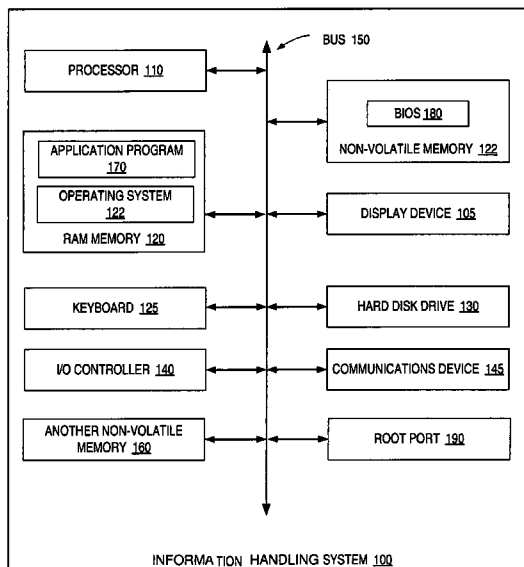 BUS 150
PROCESSOR 110
BIOS 180
NON-VOLATILE MEMORY 122
APPLICATION PROGRAM
170
OPERATING SYSTEM
122
RAM MEMORY 120
DISPLAY DEVICE 105
KEYBOARD 125
HARD DISK DRIVE 130
I/O CONTROLLER 140
COMMUNICATIONS DEVICE 145
ANOTHER NON-VOLATILE
MEMORY 160
ROOT PORT 190
INFORMATION HANDLING SYSTEM 100